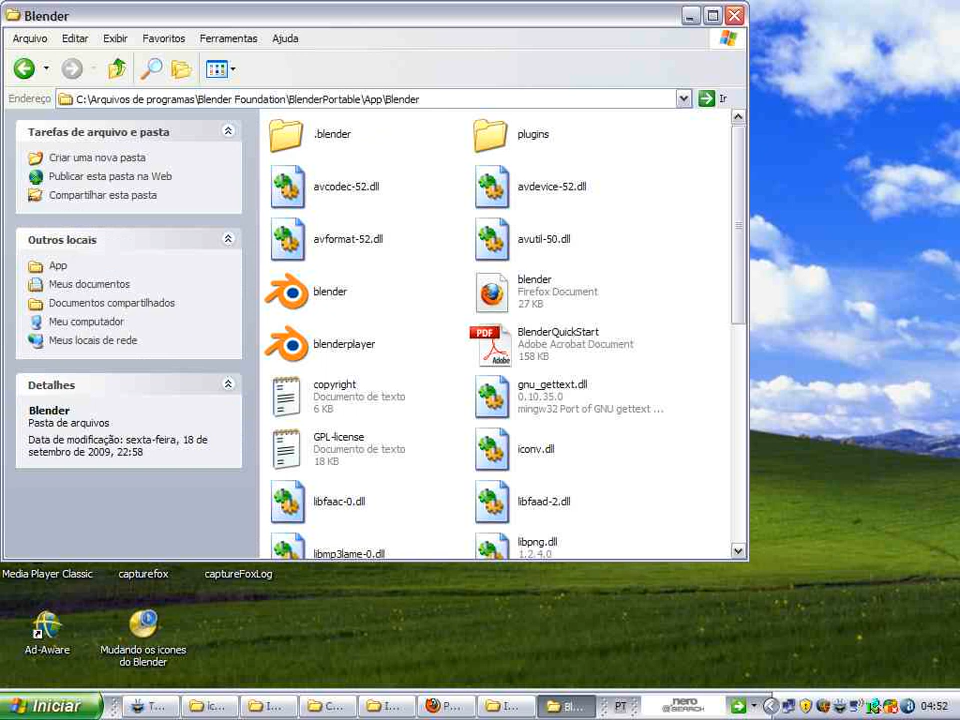 Blender
Arquivo Editar Exibir Favoritos Ferramentas Ajuda
Endereço C:\Arquivos de programas\Blender Foundation\BlenderPortable\App\Blender Ir
Tarefas de arquivo e pasta
Criar uma nova pasta
Publicar esta pasta na Web
Compartilhar esta pasta
Outros locais
App
Meus documentos
Documentos compartilhados
Meu computador
Meus locais de rede
Detalhes
Blender
Pasta de arquivos
Data de modificação: sexta-feira, 18 de
setembro de 2009, 22:58
.blender
plugins
avcodec-52.dll
avdevice-52.dll
avformat-52.dll
avutil-50.dll
blender
blender
Firefox Document
27 KB
blenderplayer
PDF
Adobe
BlenderQuickStart
Adobe Acrobat Document
158 KB
copyright
Documento de texto
6 KB
gnu_gettext.dll
0.10.35.0
mingw32 Port of GNU gettext ...
GPL-license
Documento de texto
18 KB
iconv.dll
libfaac-0.dll
libfaad-2.dll
libmp3lame-0.dll
libpng.dll
1.2.4.0
Media Player Classic
capturefox
captureFoxLog
Ad-Aware
Mudando os icones
do Blender
Iniciar T... ic... I... C... I... P... I... Bl... PT nero SEARCH 04:52